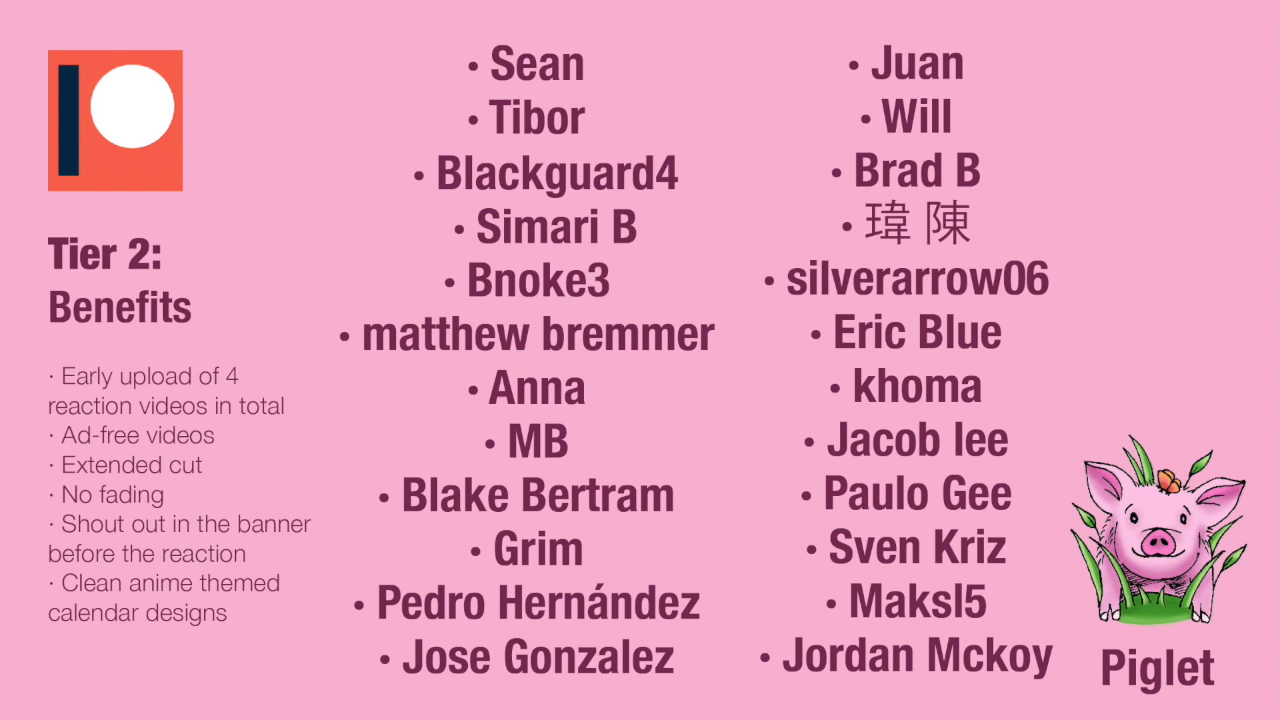 Tier 2:
Benefits
· Early upload of 4
reaction videos in total
· Ad-free videos
· Extended cut
· No fading
· Shout out in the banner
before the reaction
· Clean anime themed
calendar designs
• Sean
• Tibor
• Blackguard4
• Simari B
• Bnoke3
• matthew bremmer
• Anna
• MB
• Blake Bertram
• Grim
• Pedro Hernández
• Jose Gonzalez
• Juan
• Will
• Brad B
• 瑋 陳
• silverarrow06
• Eric Blue
• khoma
• Jacob lee
• Paulo Gee
• Sven Kriz
• Maksl5
• Jordan Mckoy
Piglet